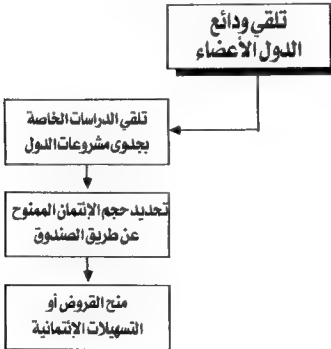 تلقي ودائع
الدول الأعضاء
تلقي الدراسات الخاصة
بجدوى مشروعات الدول
تحديد حجم الإئتمان الممنوح
عن طريق الصندوق
منح القروض أو
التسهيلات الإئتمانية